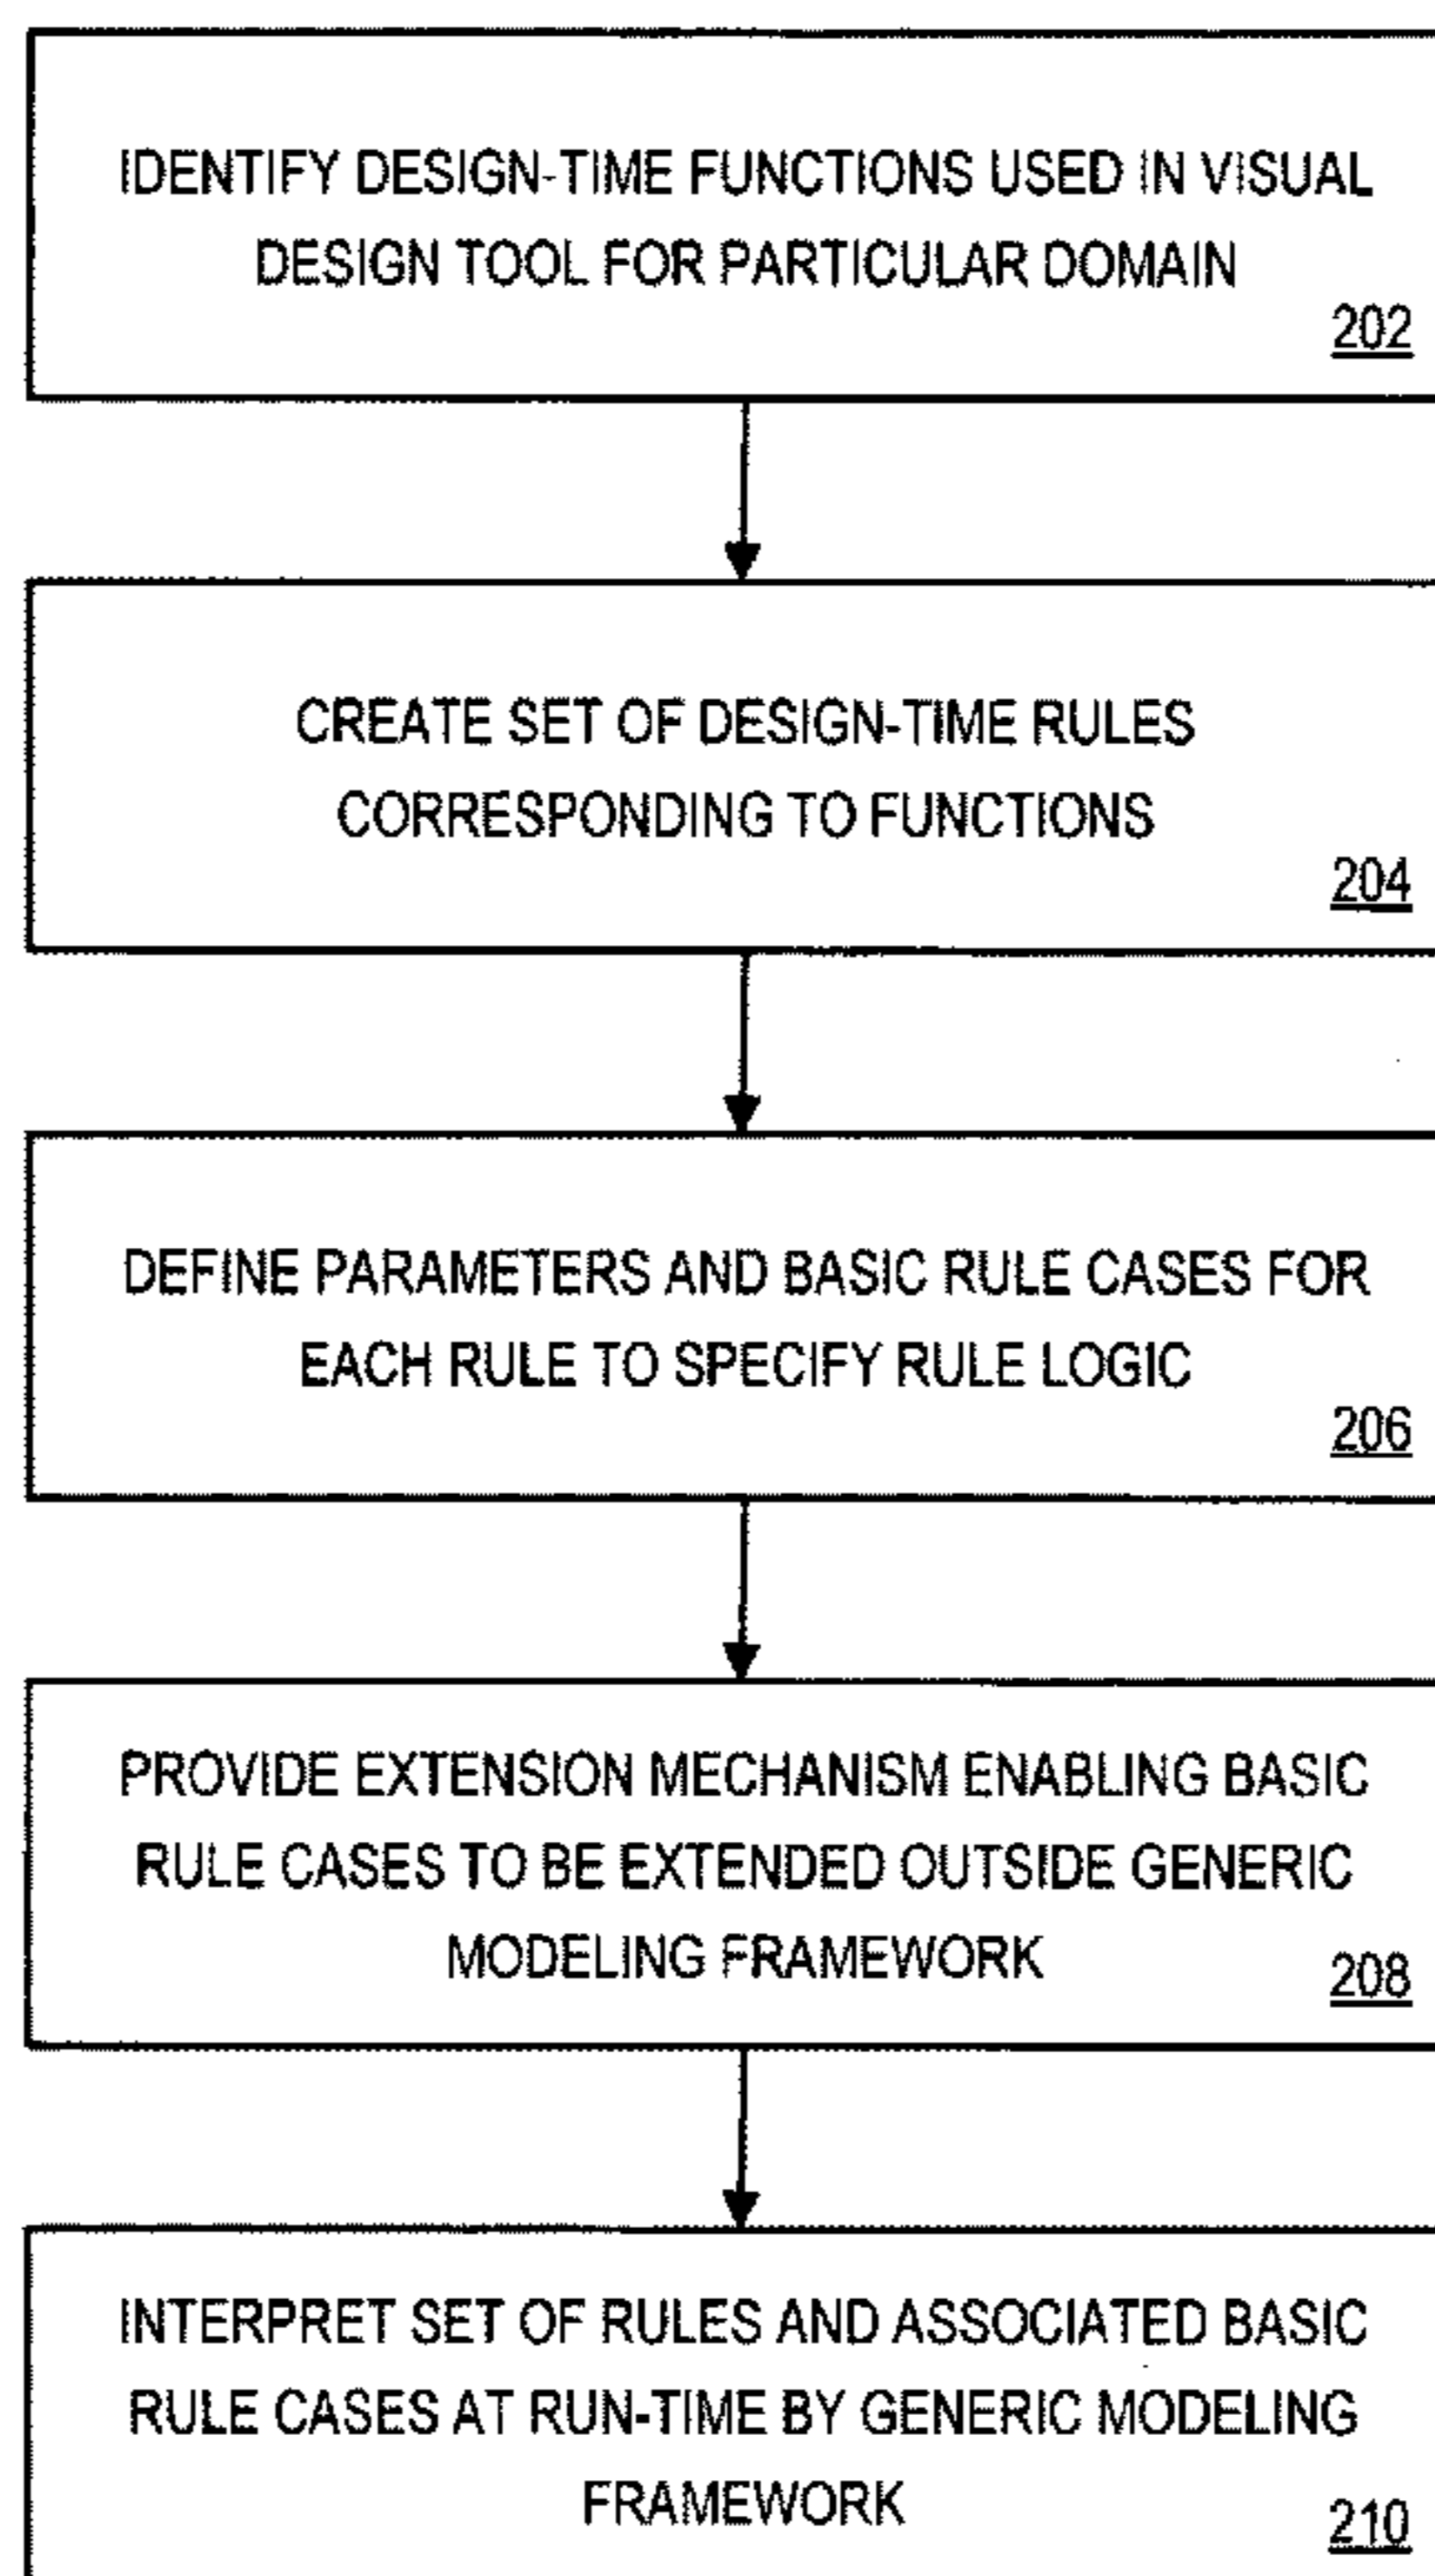 IDENTIFY DESIGN-TIME FUNCTIONS USED IN VISUAL
DESIGN TOOL FOR PARTICULAR DOMAIN
202
CREATE SET OF DESIGN-TIME RULES
CORRESPONDING TO FUNCTIONS
204
DEFINE PARAMETERS AND BASIC RULE CASES FOR
EACH RULE TO SPECIFY RULE LOGIC
206
PROVIDE EXTENSION MECHANISM ENABLING BASIC
RULE CASES TO BE EXTENDED OUTSIDE GENERIC
MODELING FRAMEWORK
208
INTERPRET SET OF RULES AND ASSOCIATED BASIC
RULE CASES AT RUN-TIME BY GENERIC MODELING
FRAMEWORK
210